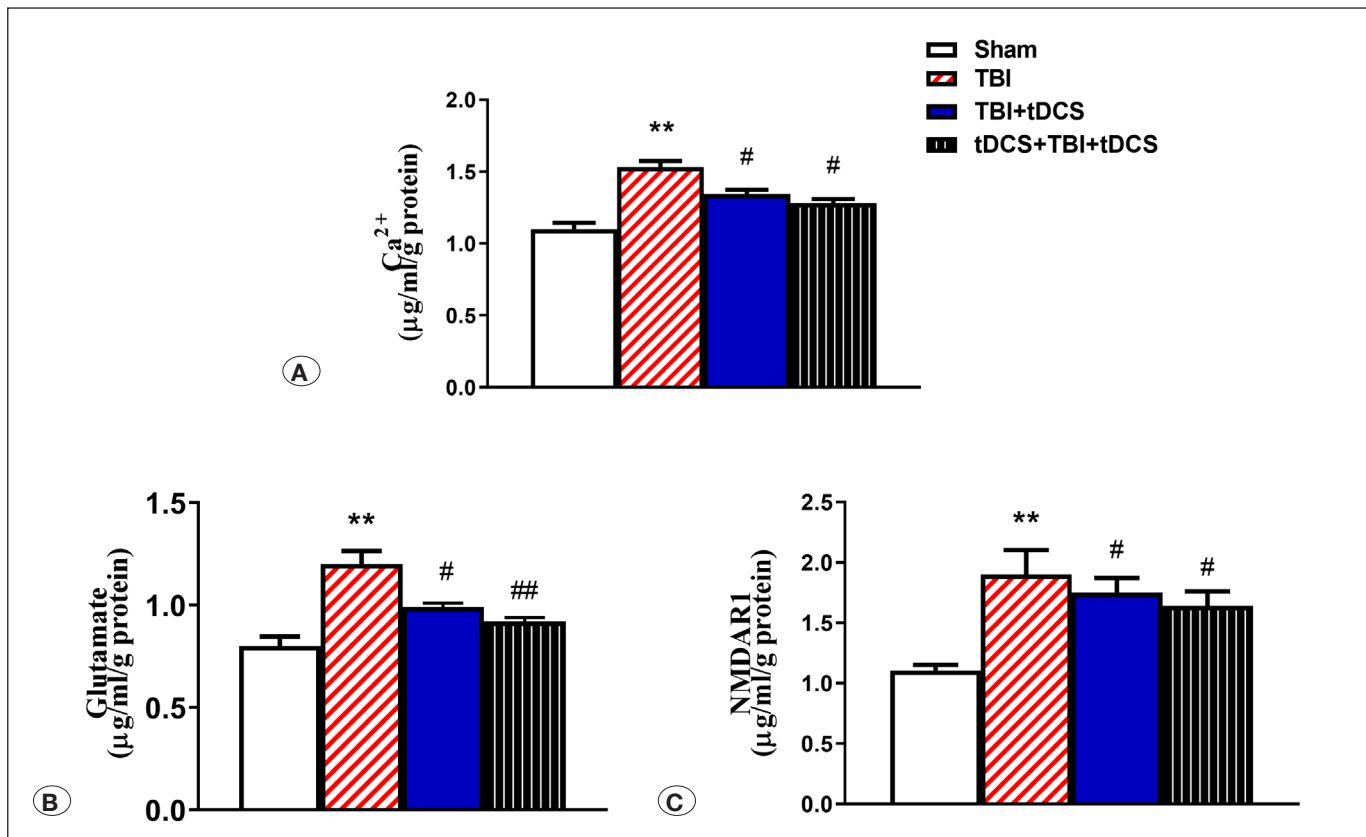 Sham
TBI
TBI+tDCS
tDCS+TBI+tDCS
Ca2+
(µg/ml/g protein)
2.0
1.5
1.0
0.5
0.0
**
#
#
A
Glutamate
(µg/ml/g protein)
1.5
1.0
0.5
0.0
**
#
##
B
NMDAR1
(µg/ml/g protein)
2.5
2.0
1.5
1.0
0.5
0.0
**
#
#
C